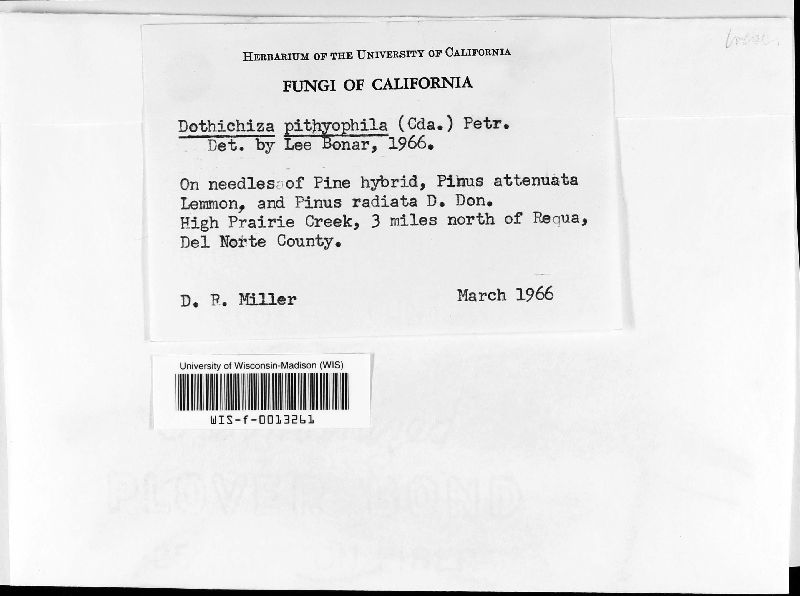 HERBARIUM OF THE UNIVERSITY OF CALIFORNIA
FUNGI OF CALIFORNIA
Dothichiza pithyophila (Cda.) Petr.
Det. by Lee Bonar, 1966.
On needles of Pine hybrid, Pinus attenuata
Lemmon, and Pinus radiata D. Don.
High Prairie Creek, 3 miles north of Requa,
Del Norte County.
D. R. Miller March 1966
University of Wisconsin-Madison (WIS)
WIS-f-0013261
PLOVER BOND